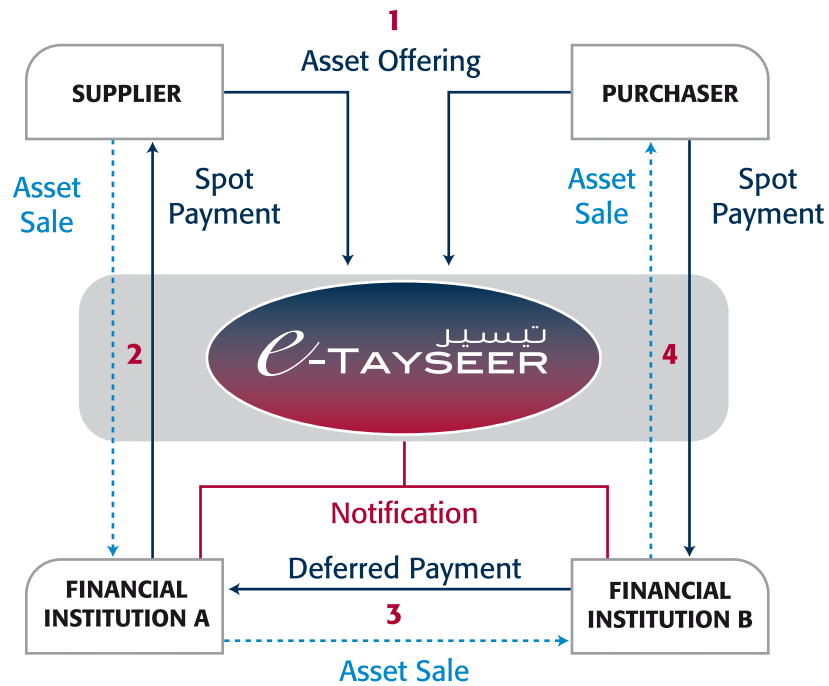 1
Asset Offering
SUPPLIER
PURCHASER
Asset
Sale
Spot
Payment
Asset
Sale
Spot
Payment
2
تيسير
e-TAYSEER
4
Notification
FINANCIAL
INSTITUTION A
Deferred Payment
3
Asset Sale
FINANCIAL
INSTITUTION B